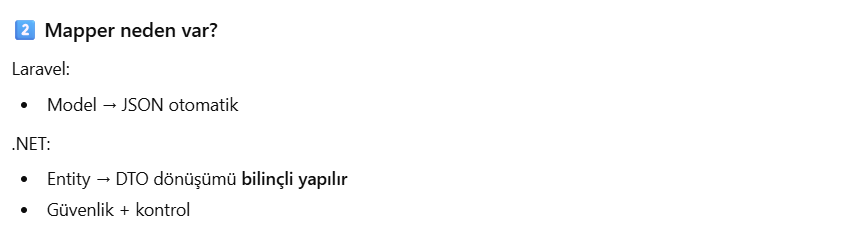 2️⃣ Mapper neden var?
Laravel:
• Model → JSON otomatik
.NET:
• Entity → DTO dönüşümü bilinçli yapılır
• Güvenlik + kontrol